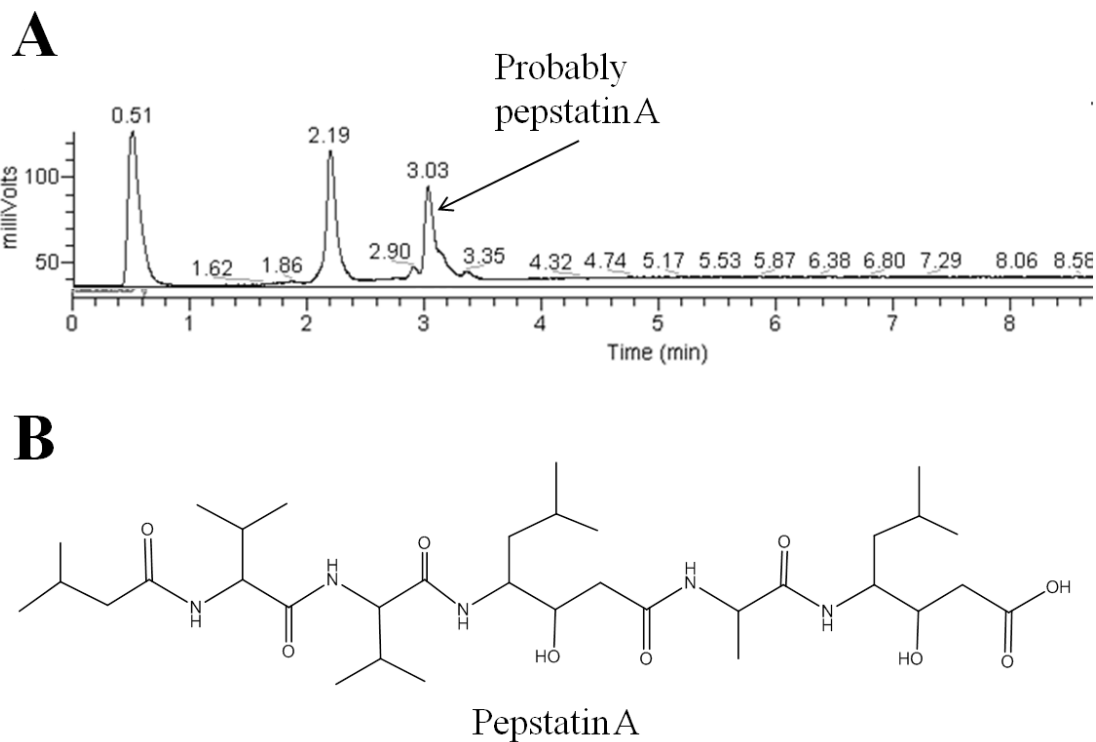 A
Probably
pepstatin A
0.51
2.19
3.03
milliVolts
100
50
1.62
1.86
2.90
3.35
4.32
4.74
5.17
5.53
5.87
6.38
6.80
7.29
8.06
8.58
0 1 2 3 4 5 6 7 8
Time (min)
B
O
N
H
O
H
N
O
N
H
HO
O
H
N
O
N
H
HO
O
OH
Pepstatin A